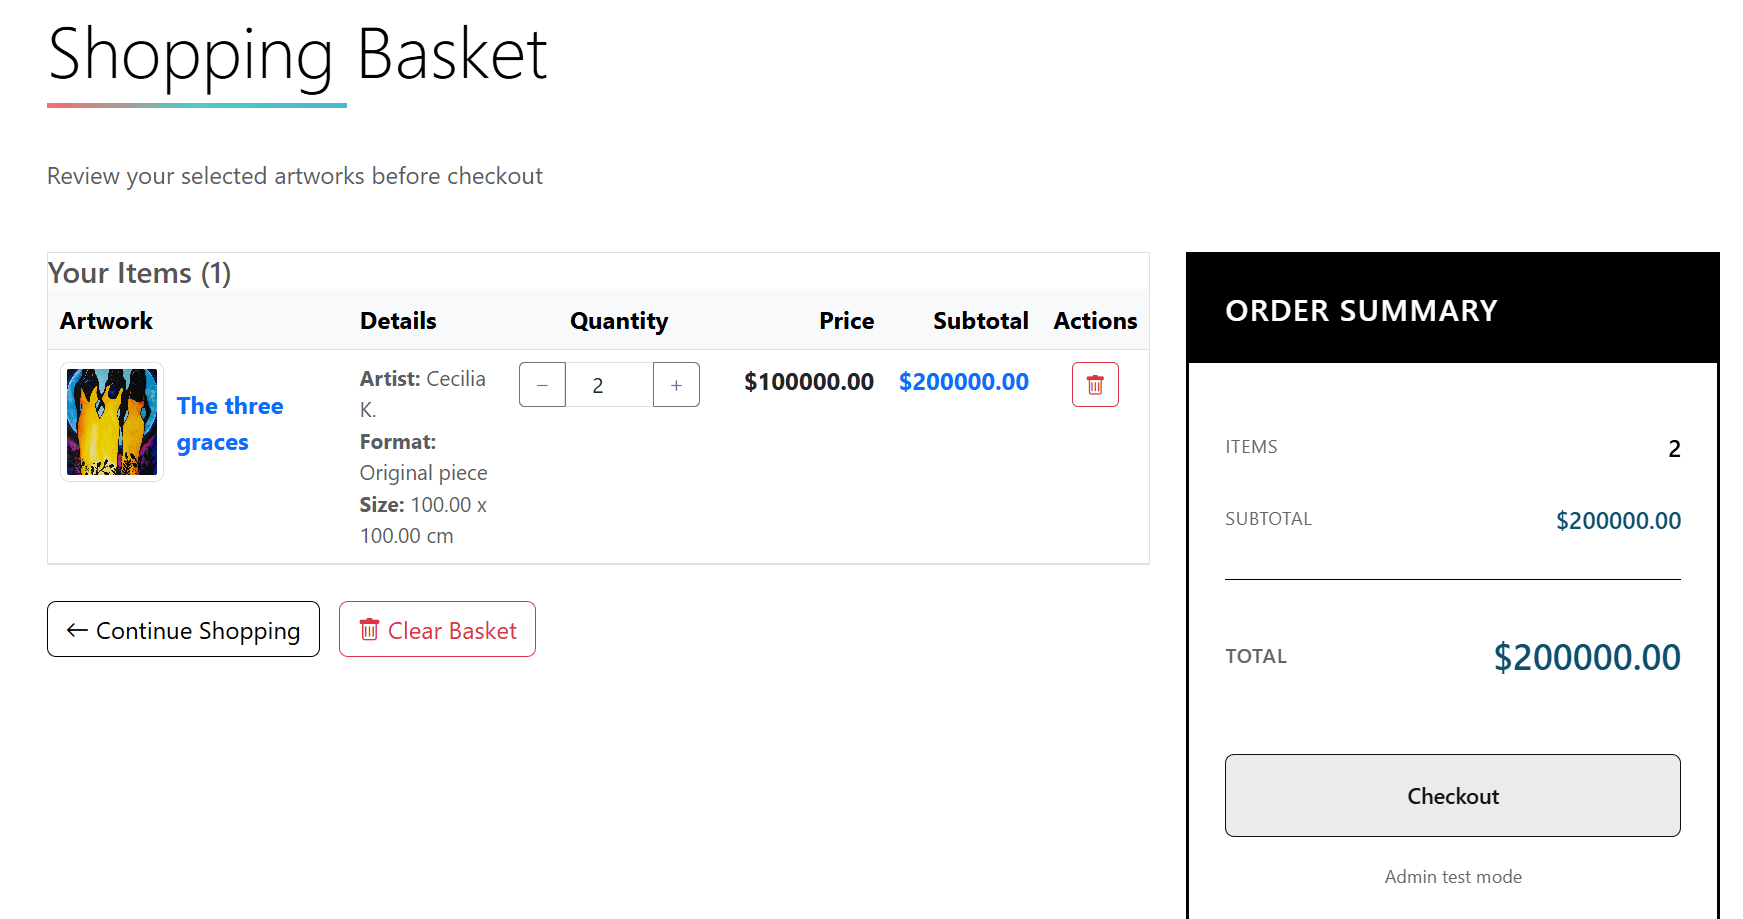 Shopping Basket
Review your selected artworks before checkout
Your Items (1)
Artwork Details Quantity Price Subtotal Actions
The three
graces
Artist: Cecilia
K.
Format:
Original piece
Size: 100.00 x
100.00 cm
− 2 +
$100000.00
$200000.00
← Continue Shopping
Clear Basket
ORDER SUMMARY
ITEMS 2
SUBTOTAL $200000.00
TOTAL $200000.00
Checkout
Admin test mode